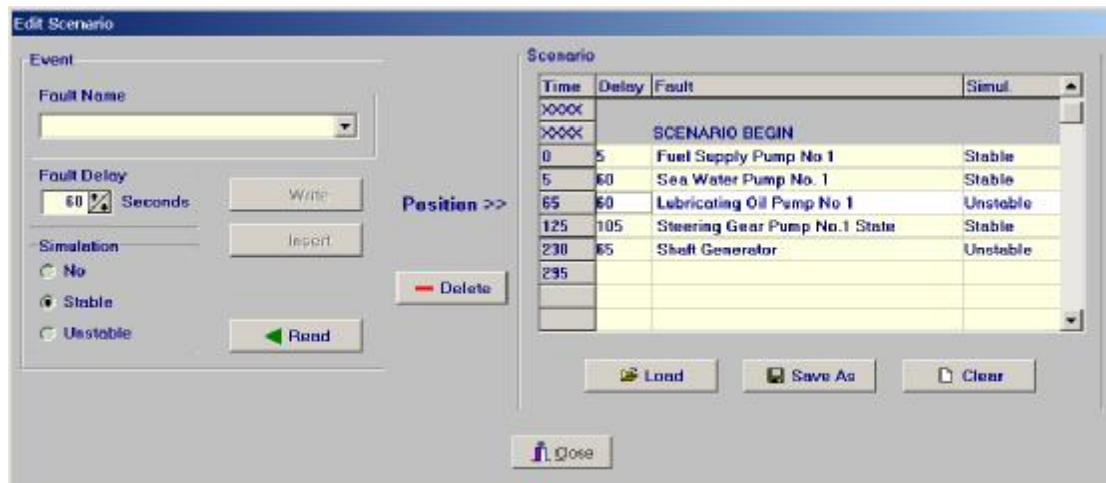 Edit Scenario
Event
Fault Name
Fault Delay
60 Seconds
Write
Insert
Simulation
No
Stable
Unstable
Read
Position >>
Delete
Scenario
Time Delay Fault Simul.
XXXX
XXXX SCENARIO BEGIN
0 5 Fuel Supply Pump No 1 Stable
5 60 Sea Water Pump No. 1 Stable
65 60 Lubricating Oil Pump No 1 Unstable
125 105 Steering Gear Pump No.1 State Stable
230 65 Shaft Generator Unstable
295
Load Save As Clear
Close